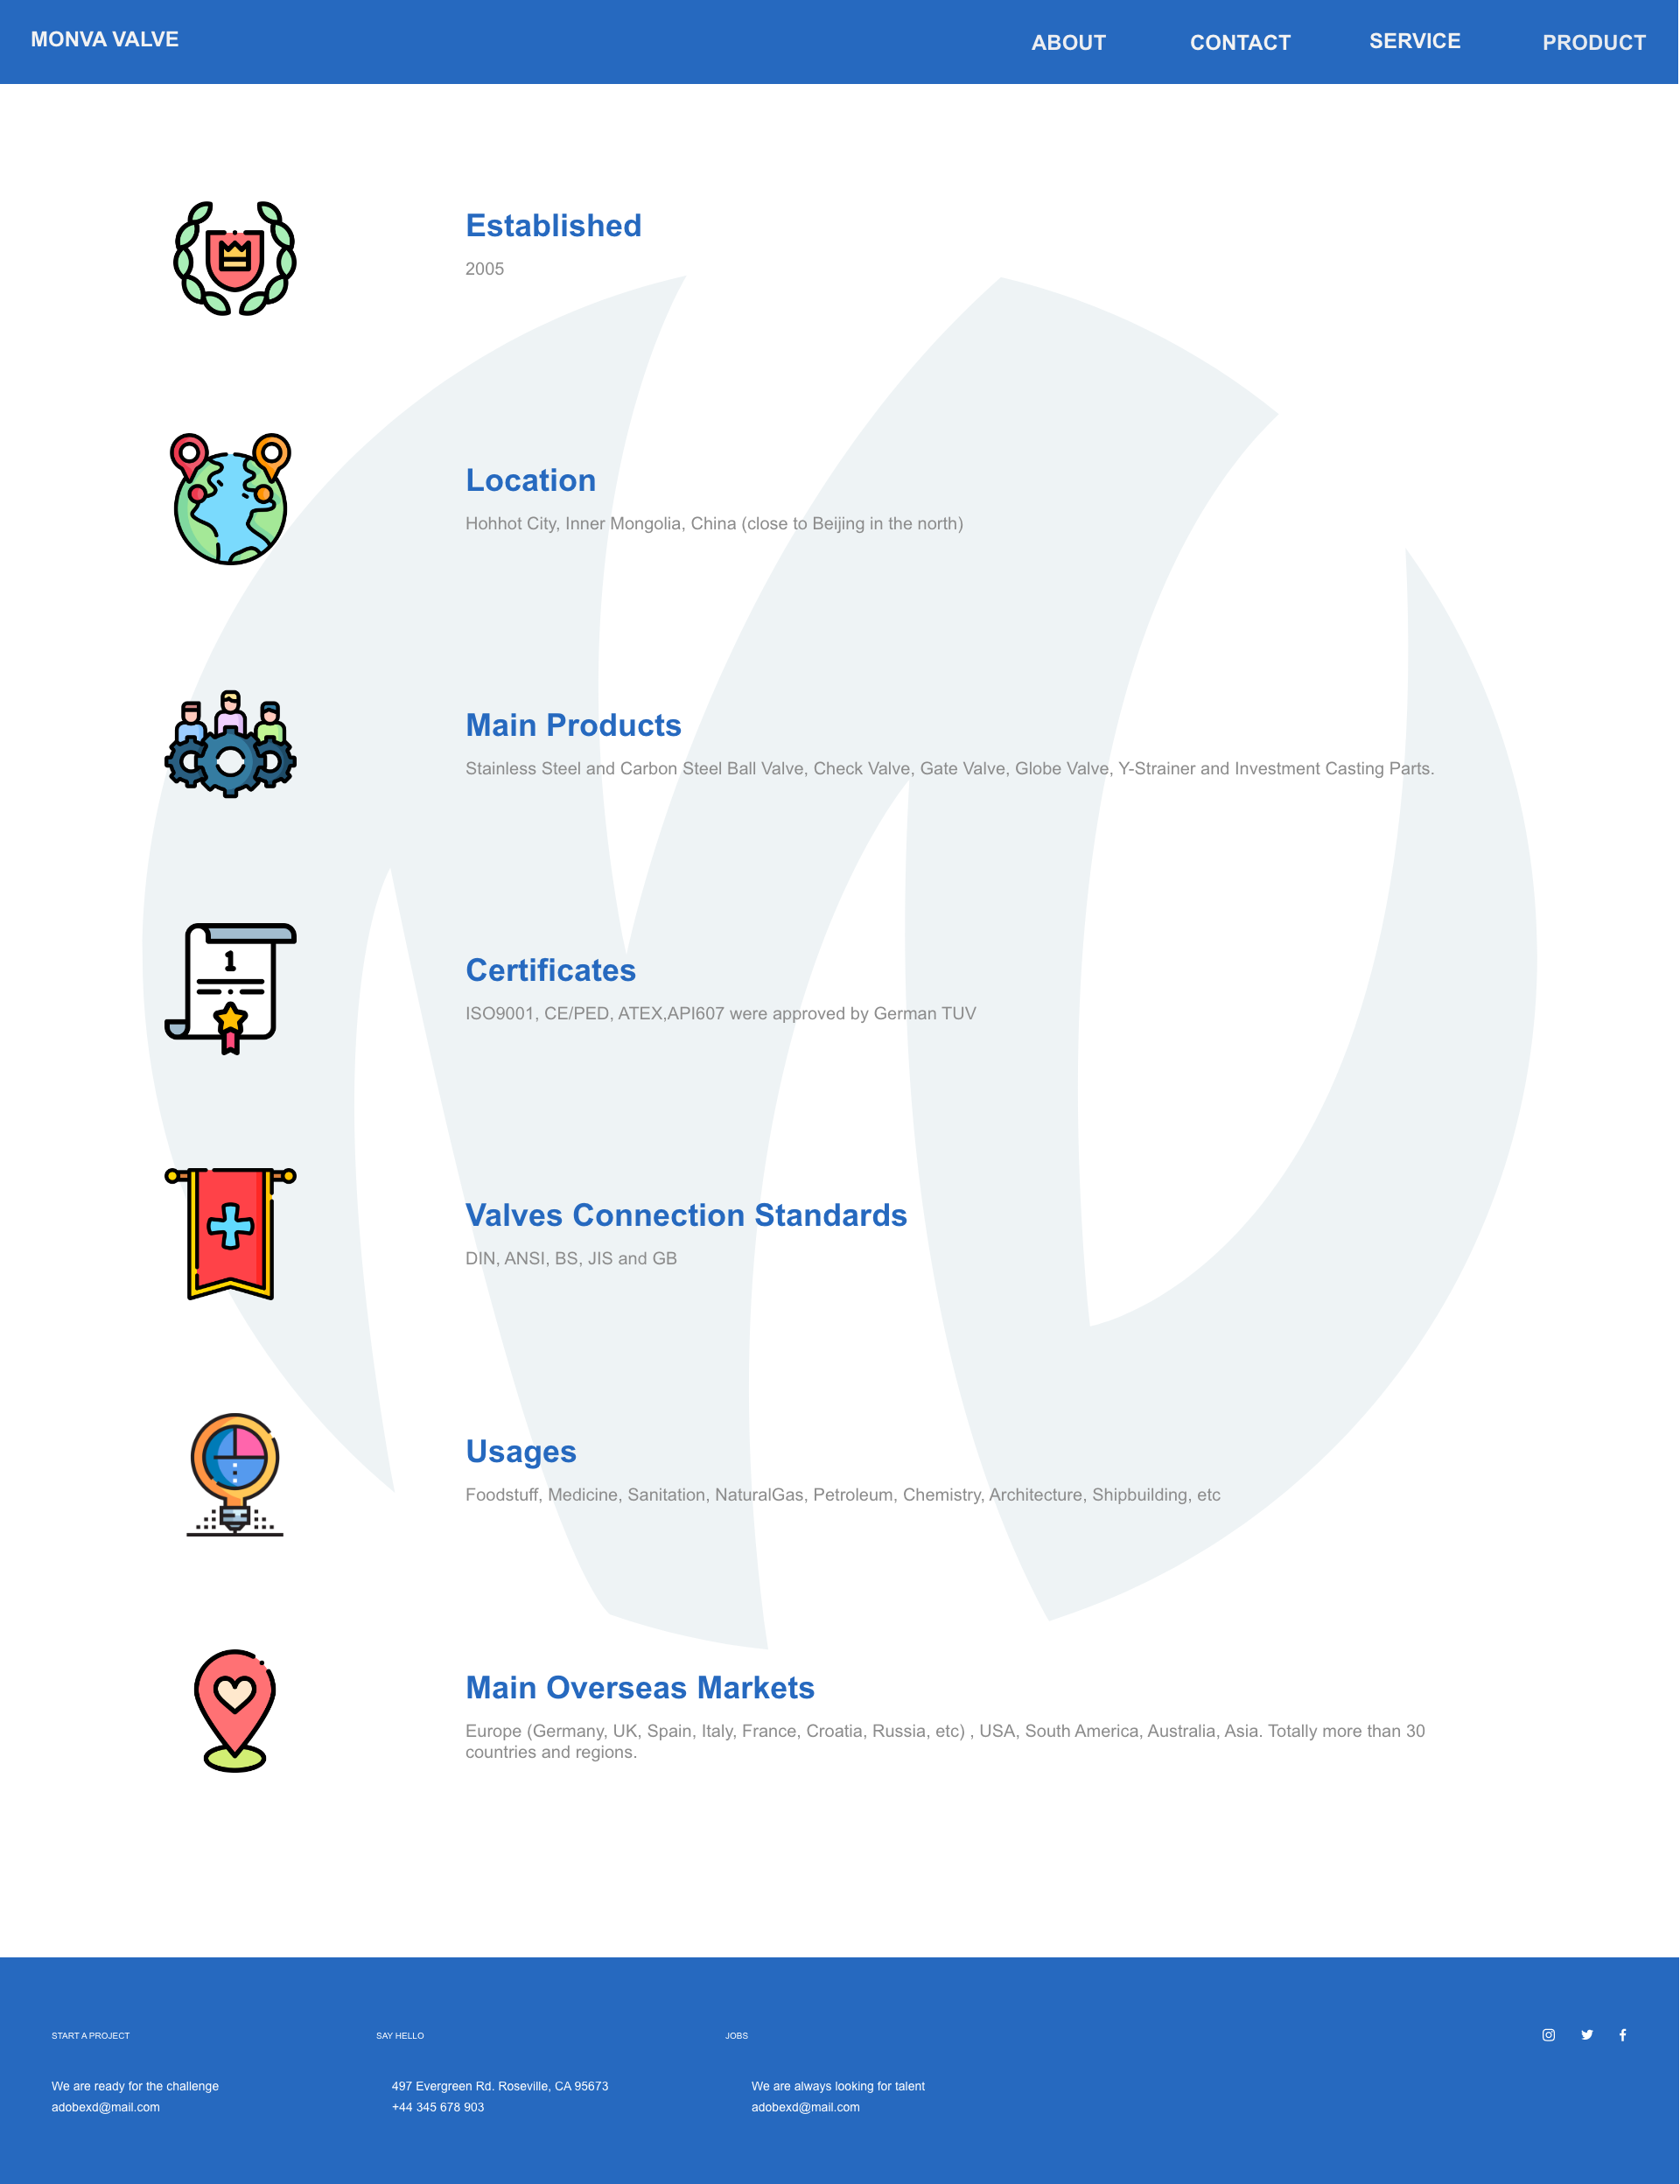 MONVA VALVE
ABOUT CONTACT SERVICE PRODUCT
Established
2005
Location
Hohhot City, Inner Mongolia, China (close to Beijing in the north)
Main Products
Stainless Steel and Carbon Steel Ball Valve, Check Valve, Gate Valve, Globe Valve, Y-Strainer and Investment Casting Parts.
1
Certificates
ISO9001, CE/PED, ATEX,API607 were approved by German TUV
Valves Connection Standards
DIN, ANSI, BS, JIS and GB
Usages
Foodstuff, Medicine, Sanitation, NaturalGas, Petroleum, Chemistry, Architecture, Shipbuilding, etc
Main Overseas Markets
Europe (Germany, UK, Spain, Italy, France, Croatia, Russia, etc) , USA, South America, Australia, Asia. Totally more than 30
countries and regions.
START A PROJECT
We are ready for the challenge
adobexd@mail.com
SAY HELLO
497 Evergreen Rd. Roseville, CA 95673
+44 345 678 903
JOBS
We are always looking for talent
adobexd@mail.com